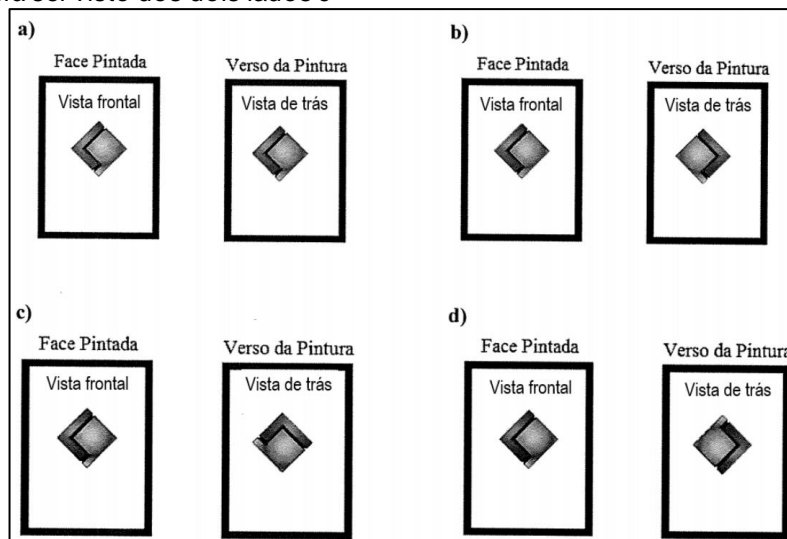 a)
Face Pintada
Vista frontal
Verso da Pintura
Vista de trás
b)
Face Pintada
Vista frontal
Verso da Pintura
Vista de trás
c)
Face Pintada
Vista frontal
Verso da Pintura
Vista de trás
d)
Face Pintada
Vista frontal
Verso da Pintura
Vista de trás